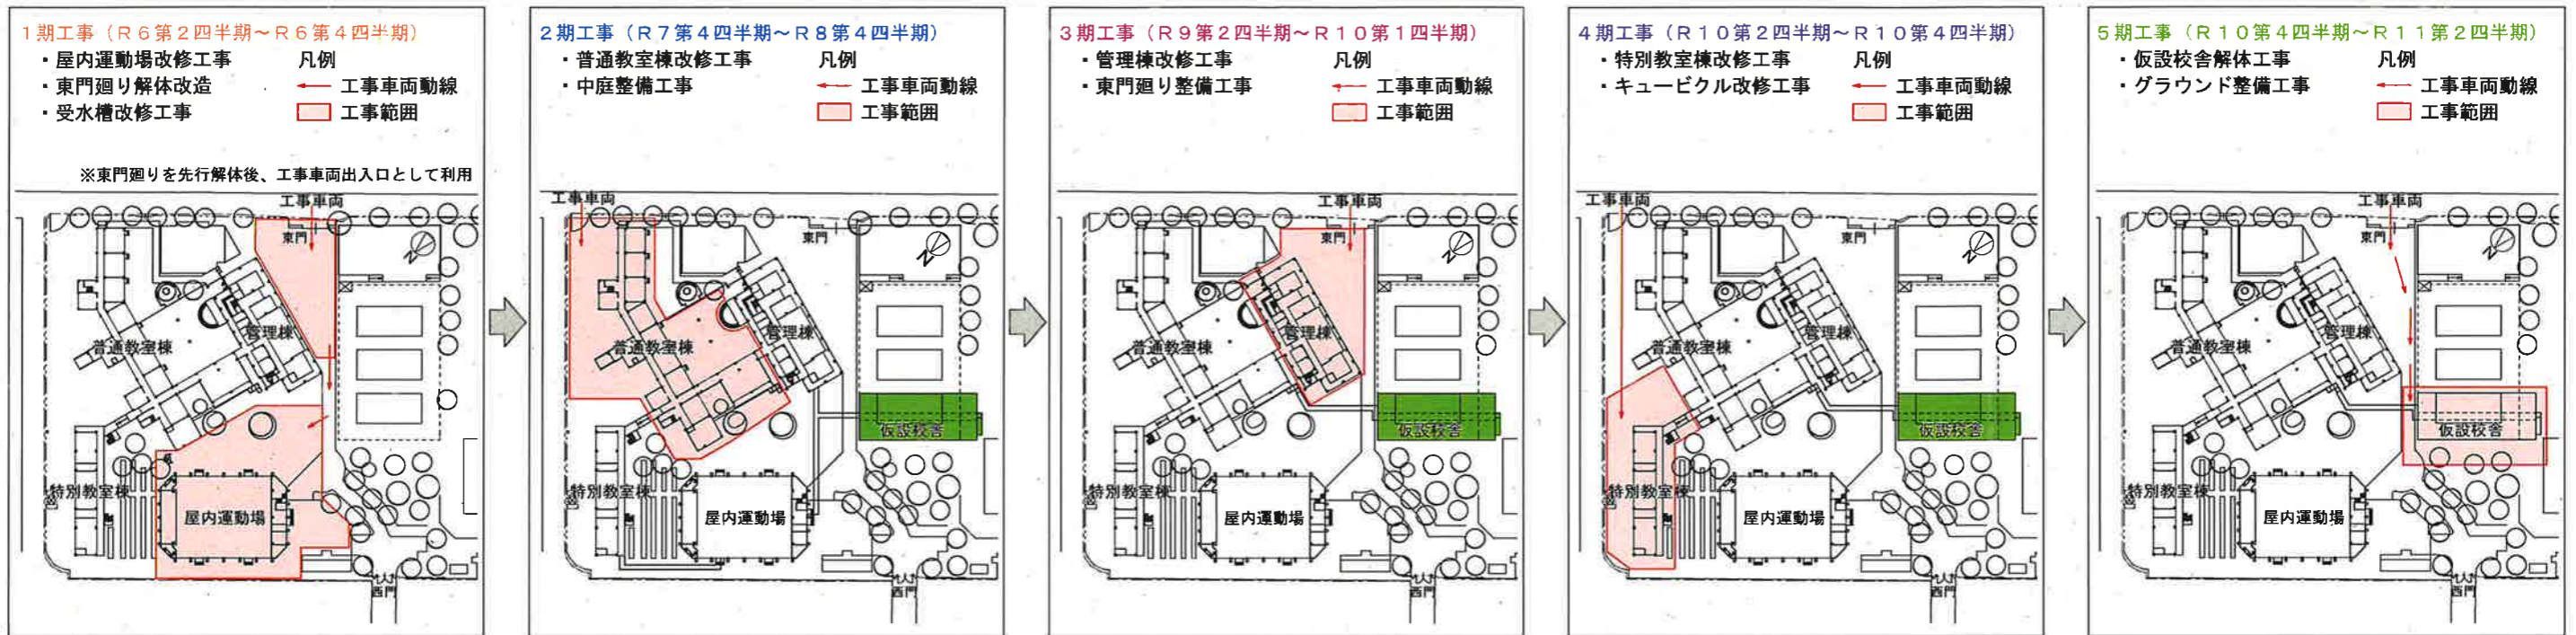 1期工事（R6第2四半期～R6第4四半期）
・屋内運動場改修工事
・東門廻り解体改造
・受水槽改修工事
凡例
工事車両動線
工事範囲
※東門廻りを先行解体後、工事車両出入口として利用
工事車両
東門
管理棟
普通教室棟
特別教室棟
屋内運動場
西門
2期工事（R7第4四半期～R8第4四半期）
・普通教室棟改修工事
・中庭整備工事
凡例
工事車両動線
工事範囲
工事車両
東門
管理棟
普通教室棟
仮設校舎
特別教室棟
屋内運動場
西門
3期工事（R9第2四半期～R10第1四半期）
・管理棟改修工事
・東門廻り整備工事
凡例
工事車両動線
工事範囲
工事車両
東門
管理棟
普通教室棟
仮設校舎
特別教室棟
屋内運動場
西門
4期工事（R10第2四半期～R10第4四半期）
・特別教室棟改修工事
・キュービクル改修工事
凡例
工事車両動線
工事範囲
工事車両
東門
管理棟
普通教室棟
仮設校舎
特別教室棟
屋内運動場
西門
5期工事（R10第4四半期～R11第2四半期）
・仮設校舎解体工事
・グラウンド整備工事
凡例
工事車両動線
工事範囲
工事車両
東門
管理棟
普通教室棟
仮設校舎
特別教室棟
屋内運動場
西門